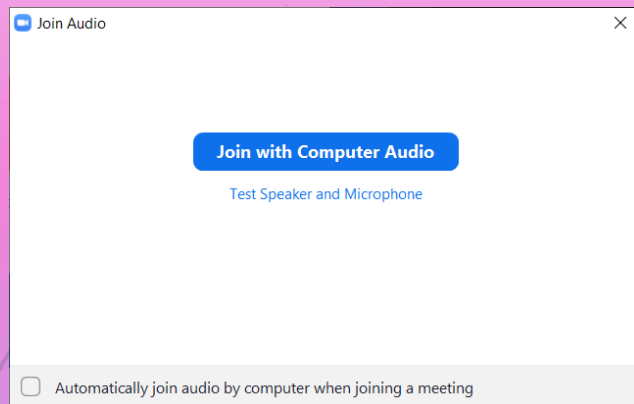 Join Audio
Join with Computer Audio
Test Speaker and Microphone
Automatically join audio by computer when joining a meeting